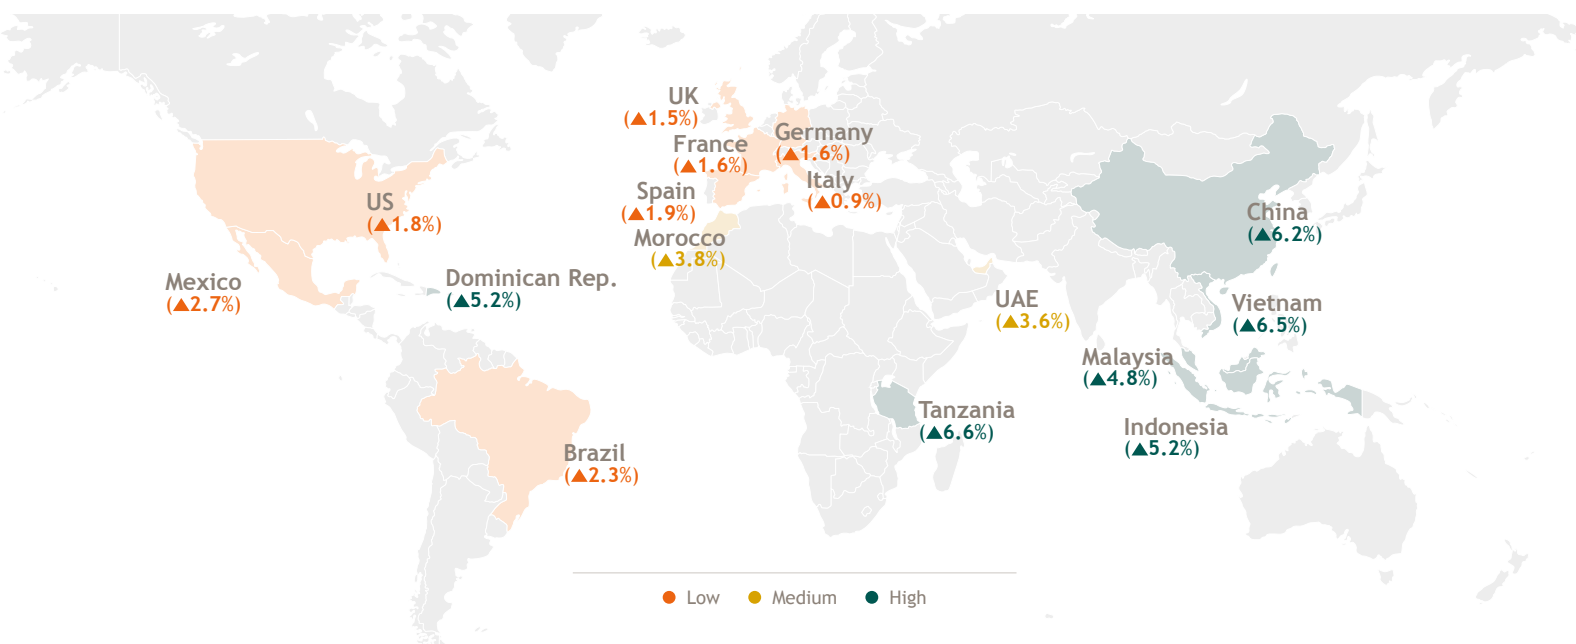 UK
(▲1.5%)
Germany
(▲1.6%)
France
(▲1.6%)
Italy
(▲0.9%)
Spain
(▲1.9%)
US
(▲1.8%)
China
(▲6.2%)
Morocco
(▲3.8%)
Mexico
(▲2.7%)
Dominican Rep.
(▲5.2%)
UAE
(▲3.6%)
Vietnam
(▲6.5%)
Malaysia
(▲4.8%)
Tanzania
(▲6.6%)
Indonesia
(▲5.2%)
Brazil
(▲2.3%)
Low
Medium
High